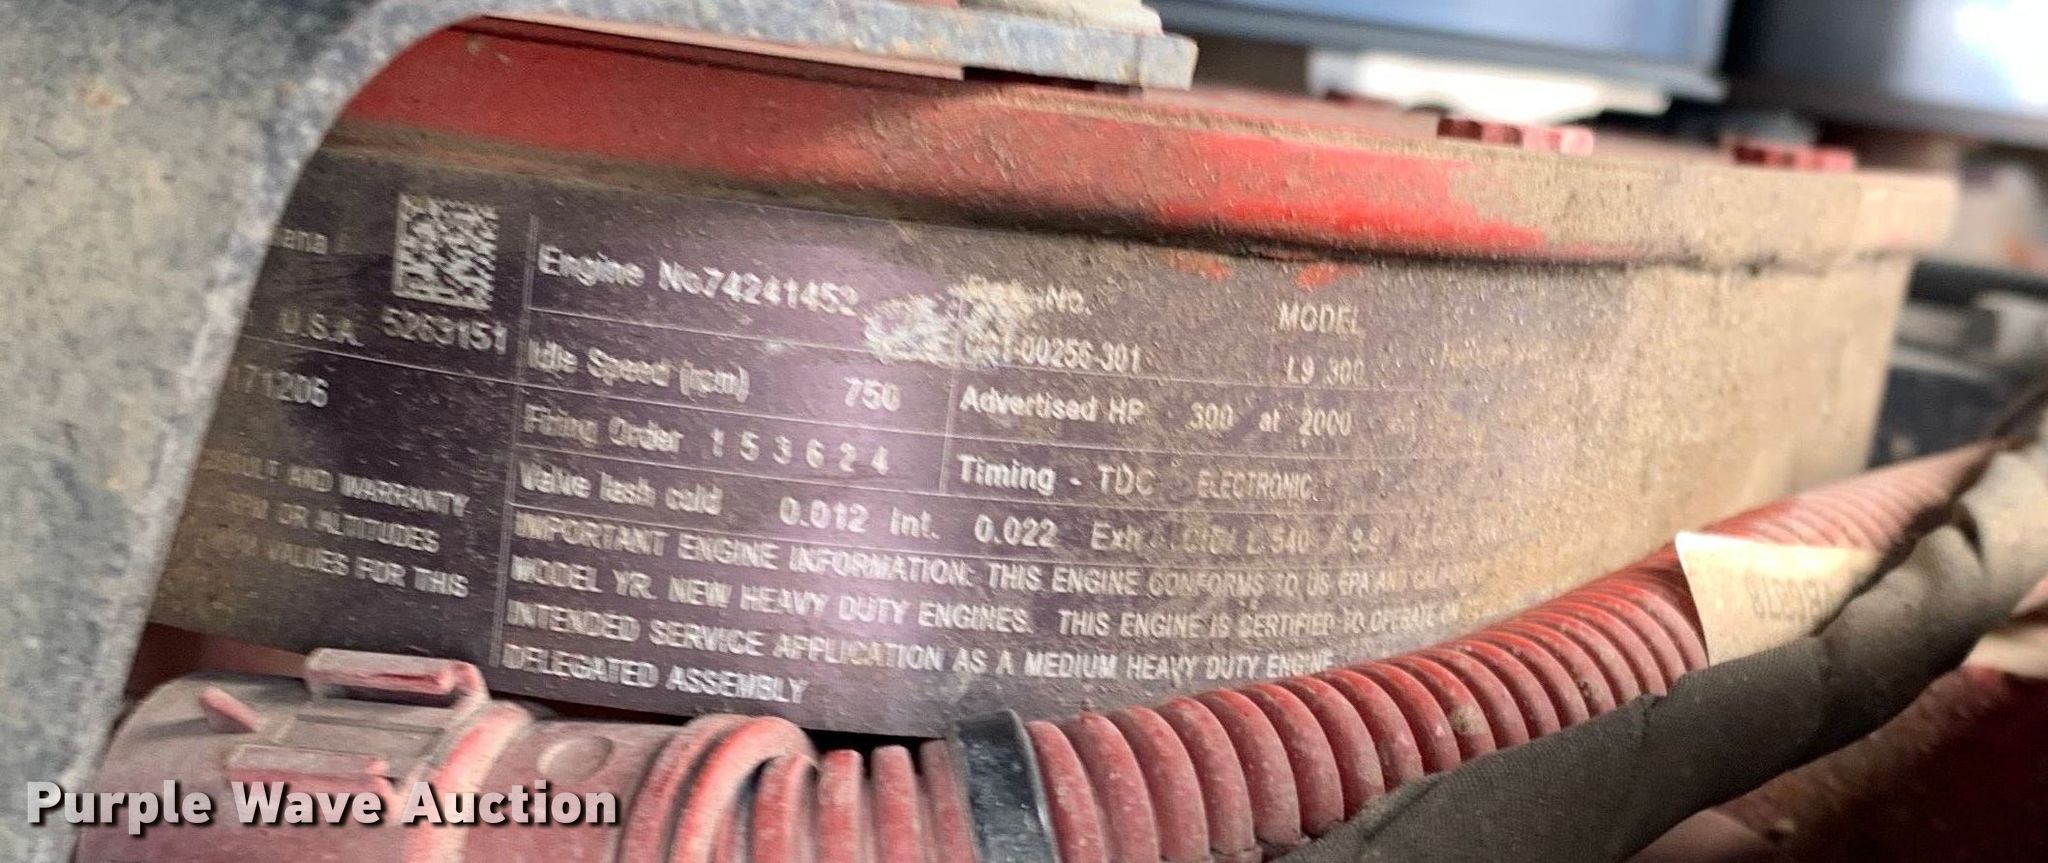 U.S.A. 5263151
171206
AND WARRANTY
OR ALTITUDES
VALUES FOR THIS
Engine No. 74241452
No. MODEL
00256-301 L9 300
Idle Speed (rpm) 750
Advertised HP 300 at 2000
Firing Order 1 5 3 6 2 4
Timing - TDC ELECTRONIC.
Valve lash cold 0.012 Int. 0.022 Exh.
IMPORTANT ENGINE INFORMATION: THIS ENGINE CONFORMS TO US EPA AND
MODEL YR. NEW HEAVY DUTY ENGINES. THIS ENGINE IS CERTIFIED TO OPERATE
INTENDED SERVICE APPLICATION AS A MEDIUM HEAVY DUTY ENGINE
DELEGATED ASSEMBLY
Purple Wave Auction